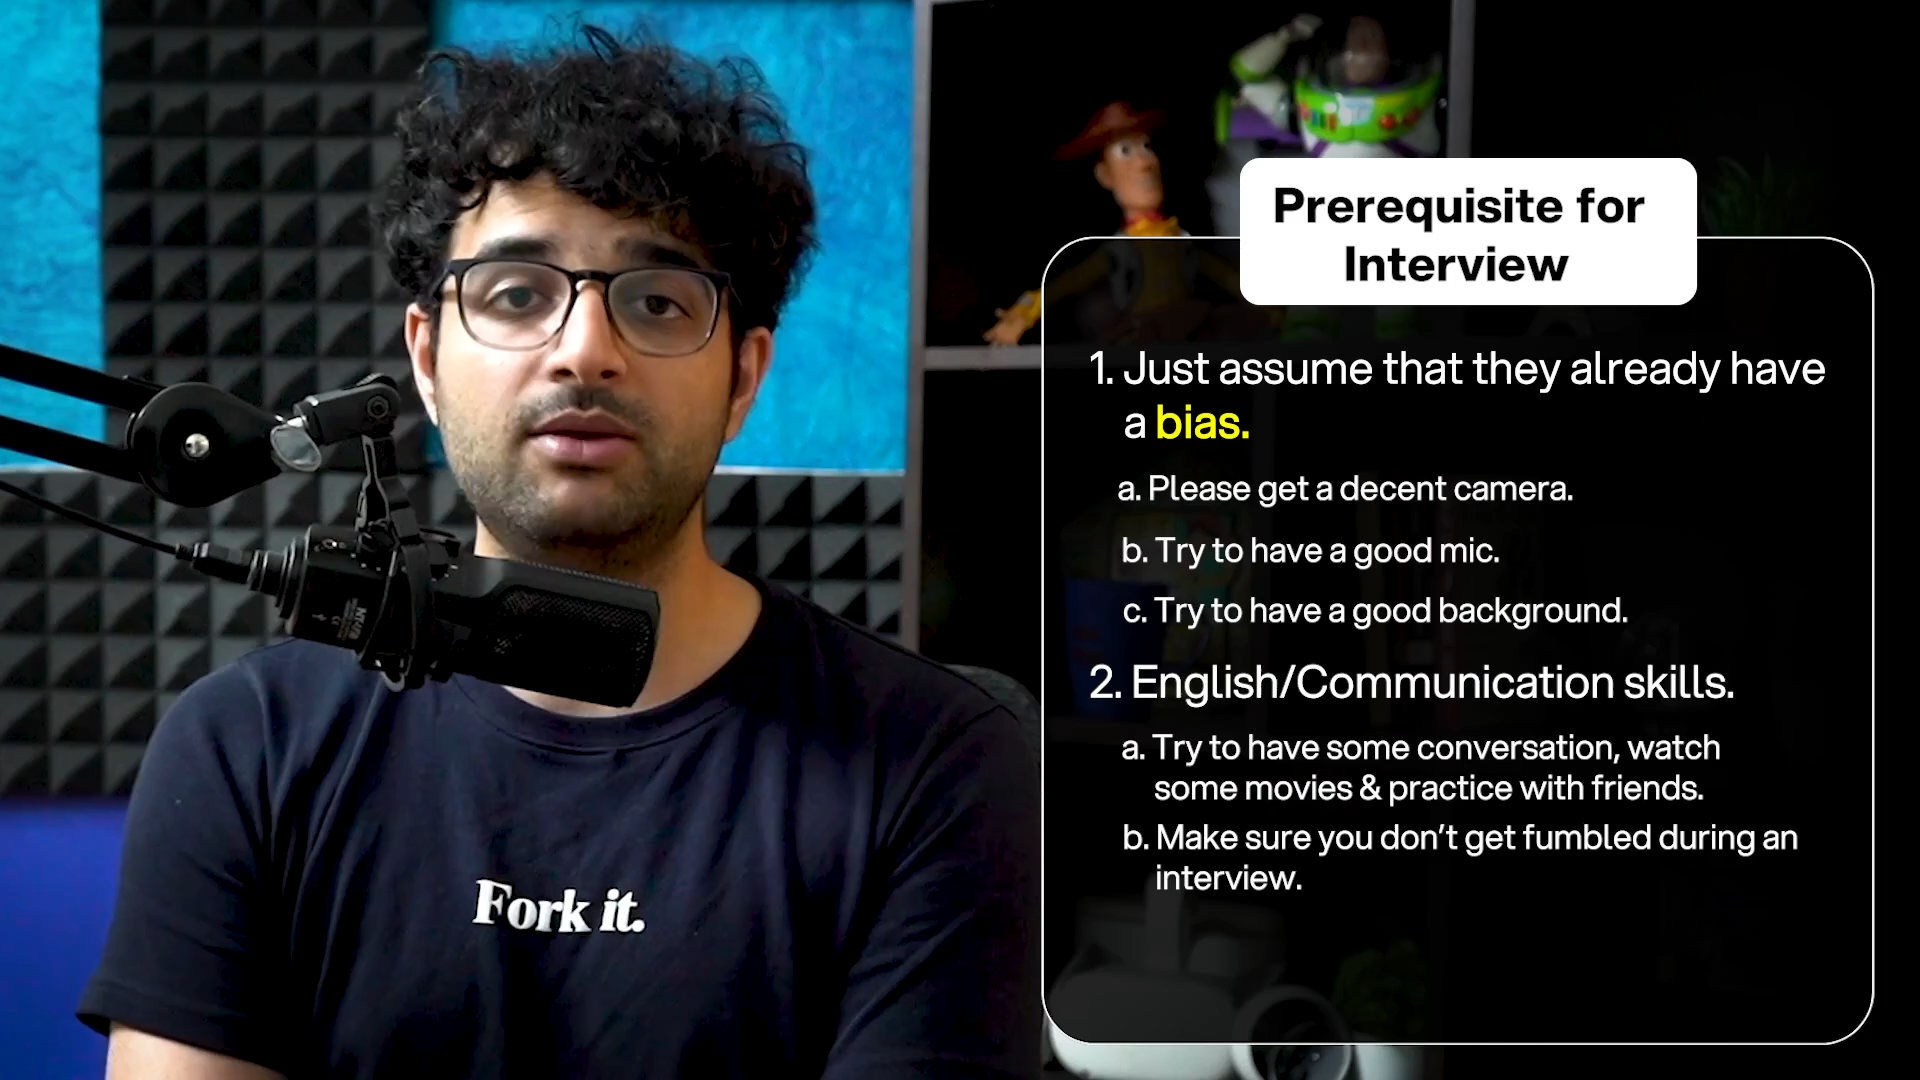 Prerequisite for
Interview
1. Just assume that they already have
a bias.
a. Please get a decent camera.
b. Try to have a good mic.
c. Try to have a good background.
2. English/Communication skills.
a. Try to have some conversation, watch
some movies & practice with friends.
b. Make sure you don’t get fumbled during an
interview.
Fork it.